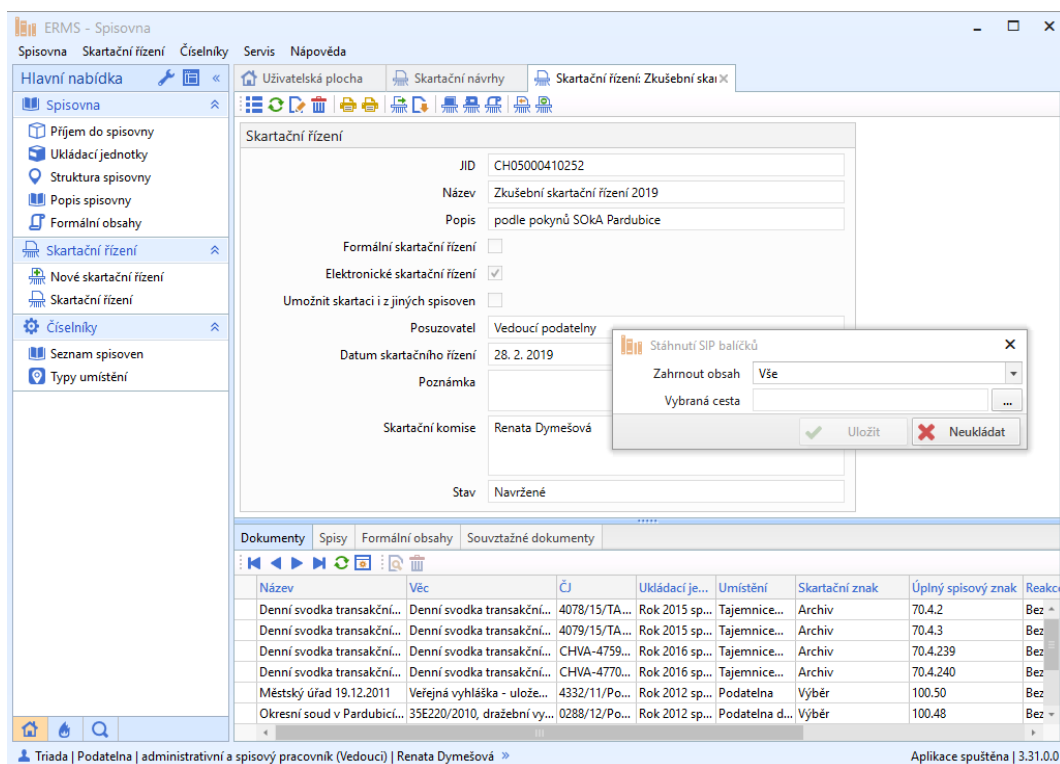 ERMS - Spisovna
Spisovna Skartační řízení Číselníky Servis Nápověda
Hlavní nabídka
Spisovna
Příjem do spisovny
Ukládací jednotky
Struktura spisovny
Popis spisovny
Formální obsahy
Skartační řízení
Nové skartační řízení
Skartační řízení
Číselníky
Seznam spisoven
Typy umístění
Uživatelská plocha Skartační návrhy Skartační řízení: Zkušební skar
Skartační řízení
JID CH05000410252
Název Zkušební skartační řízení 2019
Popis podle pokynů SOkA Pardubice
Formální skartační řízení
Elektronické skartační řízení
Umožnit skartaci i z jiných spisoven
Posuzovatel Vedoucí podatelny
Datum skartačního řízení 28. 2. 2019
Poznámka
Skartační komise Renata Dymešová
Stav Navržené
Stáhnutí SIP balíčků
Zahrnout obsah Vše
Vybraná cesta ...
Uložit Neukládat
Dokumenty Spisy Formální obsahy Souvztažné dokumenty
Název Věc ČJ Ukládací je... Umístění Skartační znak Úplný spisový znak Reakce
Denní svodka transakční... Denní svodka transakční... 4078/15/TA... Rok 2015 sp... Tajemnice... Archiv 70.4.2 Bez
Denní svodka transakční... Denní svodka transakční... 4079/15/TA... Rok 2015 sp... Tajemnice... Archiv 70.4.3 Bez
Denní svodka transakční... Denní svodka transakční... CHVA-4759... Rok 2016 sp... Tajemnice... Archiv 70.4.239 Bez
Denní svodka transakční... Denní svodka transakční... CHVA-4770... Rok 2016 sp... Tajemnice... Archiv 70.4.240 Bez
Městský úřad 19.12.2011 Veřejná vyhláška - ulože... 4332/11/Po... Rok 2012 sp... Podatelna Výběr 100.50 Bez
Okresní soud v Pardubicí... 35E220/2010, dražební vy... 0288/12/Po... Rok 2012 sp... Podatelna d... Výběr 100.48 Bez
Triada | Podatelna | administrativní a spisový pracovník (Vedoucí) | Renata Dymešová » Aplikace spuštěna | 3.31.0.0